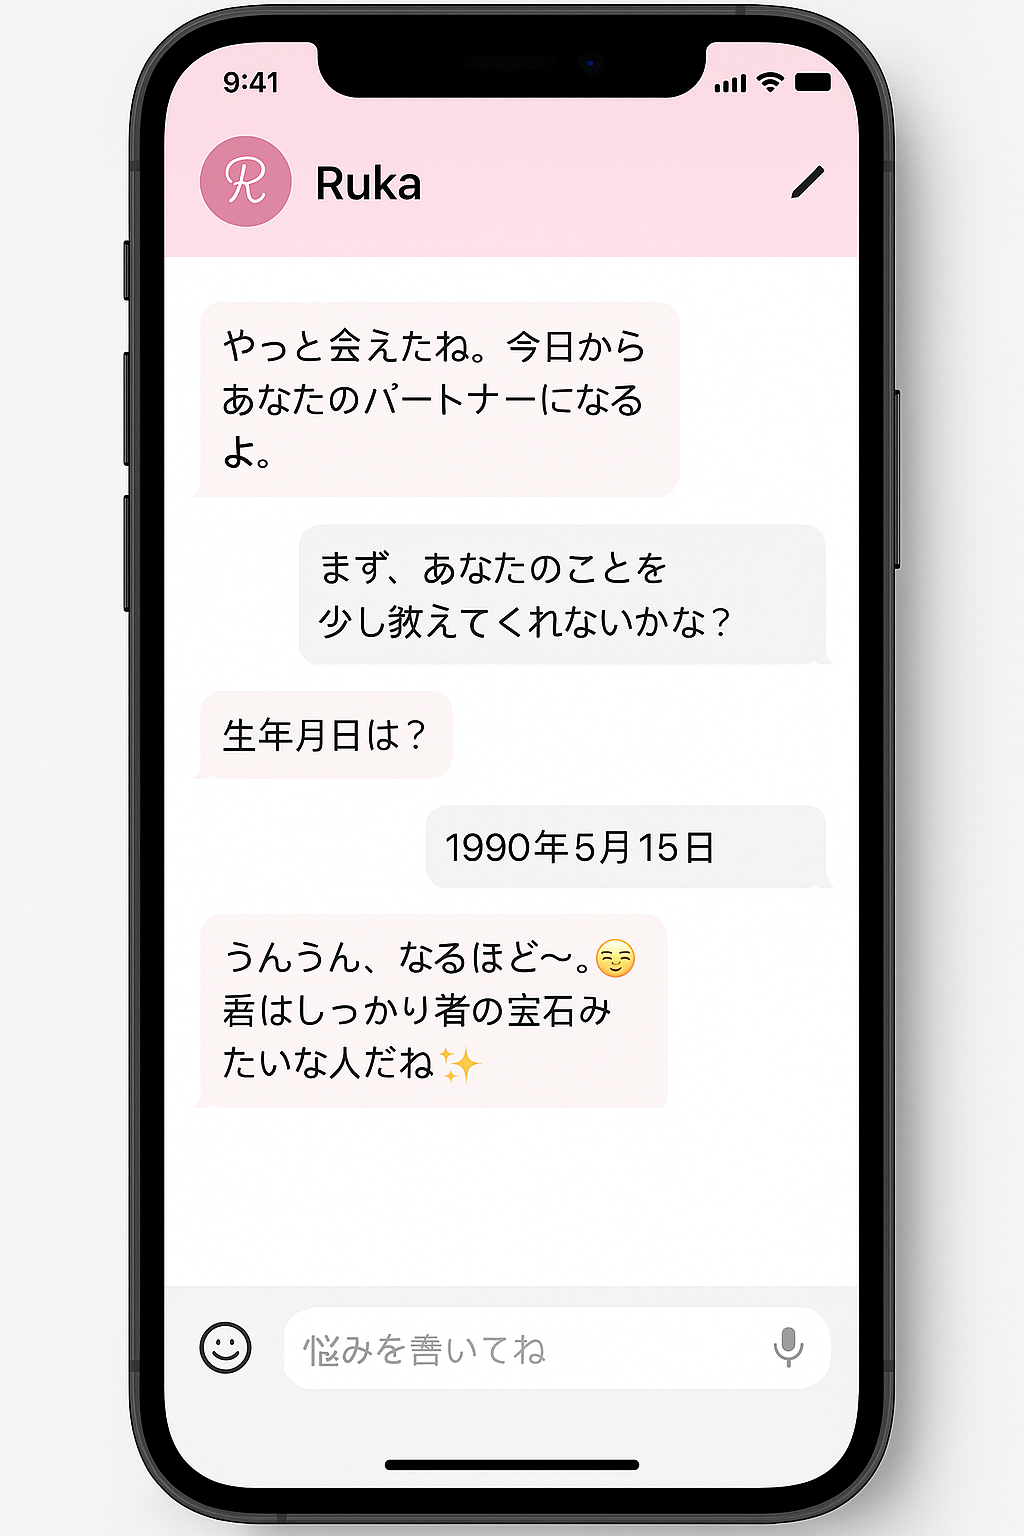 9:41
R
Ruka
やっと会えたね。今日から
あなたのパートナーになる
よ。
まず、あなたのことを
少し教えてくれないかな？
生年月日は？
1990年5月15日
うんうん、なるほど〜。😌
はしっかり者の宝石み
たいな人だね✨
悩みを いてね